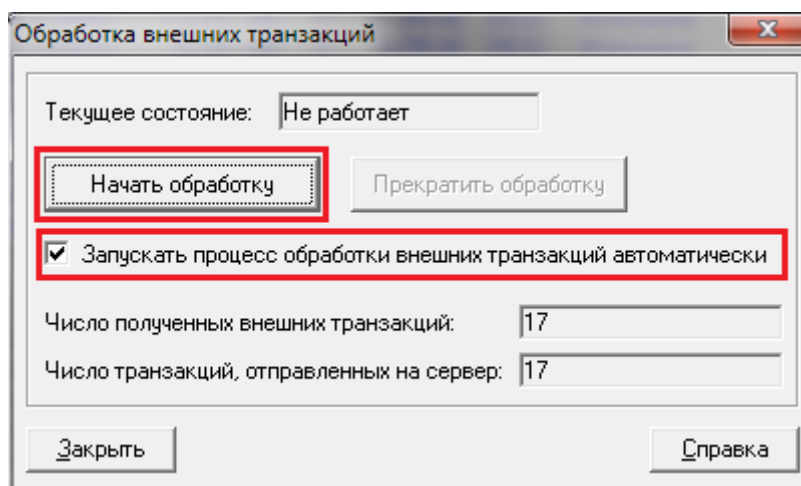 Обработка внешних транзакций
Текущее состояние: Не работает
Начать обработку Прекратить обработку
Запускать процесс обработки внешних транзакций автоматически
Число полученных внешних транзакций: 17
Число транзакций, отправленных на сервер: 17
Закрыть Справка